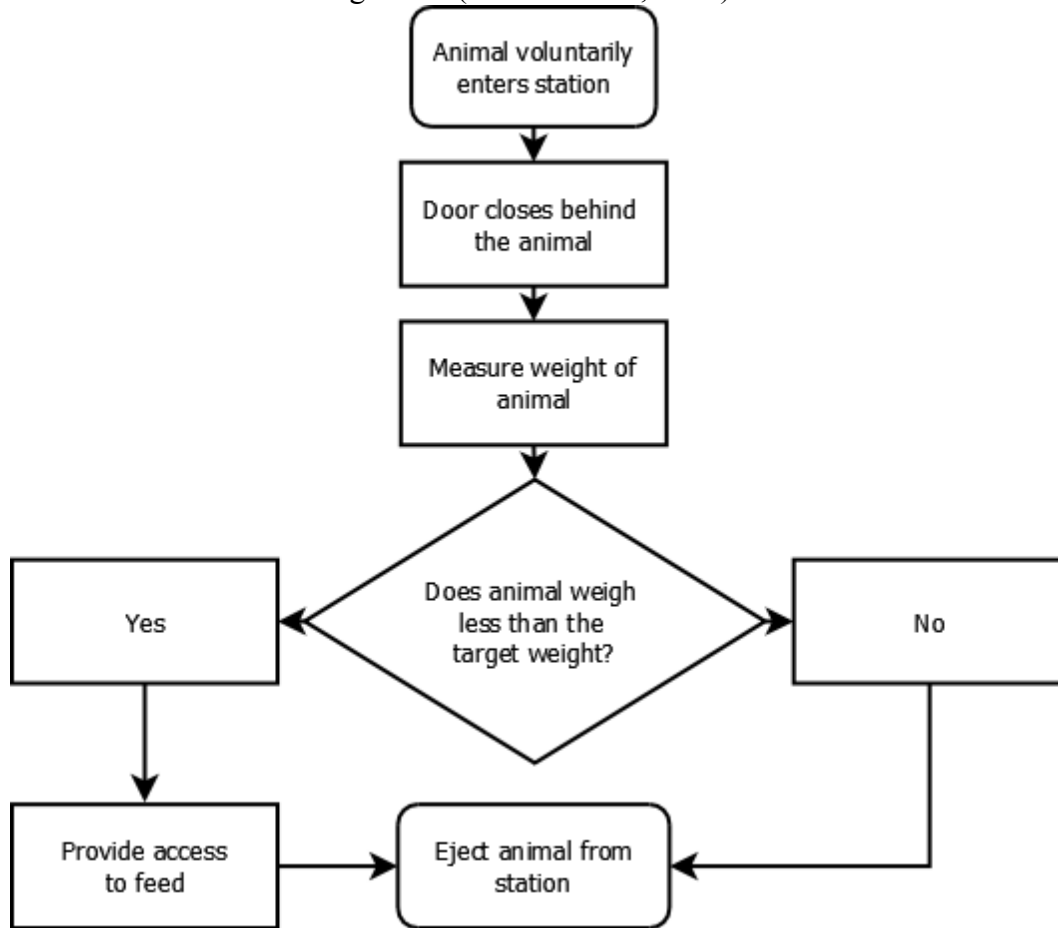 Animal voluntarily
enters station
Door closes behind
the animal
Measure weight of
animal
Does animal weigh
less than the
target weight?
Yes
No
Provide access
to feed
Eject animal from
station